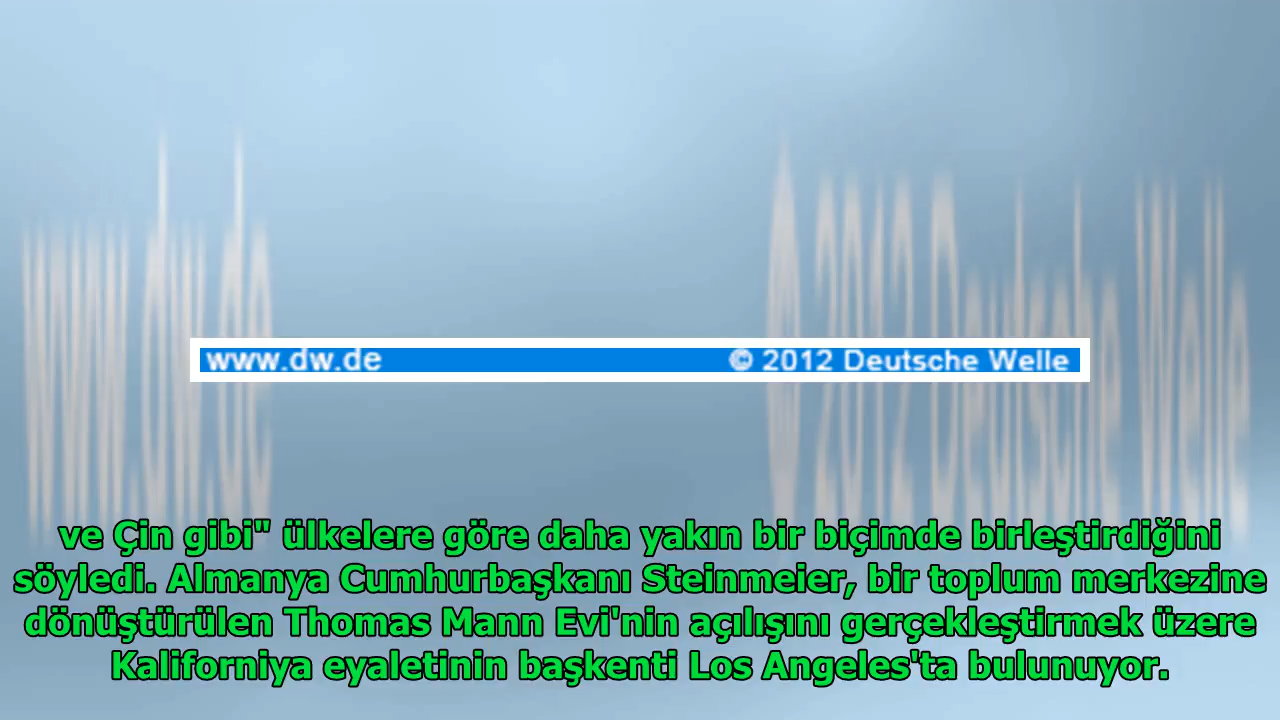 www.dw.de © 2012 Deutsche Welle
ve Çin gibi" ülkelere göre daha yakın bir biçimde birleştirdiğini
söyledi. Almanya Cumhurbaşkanı Steinmeier, bir toplum merkezine
dönüştürülen Thomas Mann Evi'nin açılışını gerçekleştirmek üzere
Kaliforniya eyaletinin başkenti Los Angeles'ta bulunuyor.